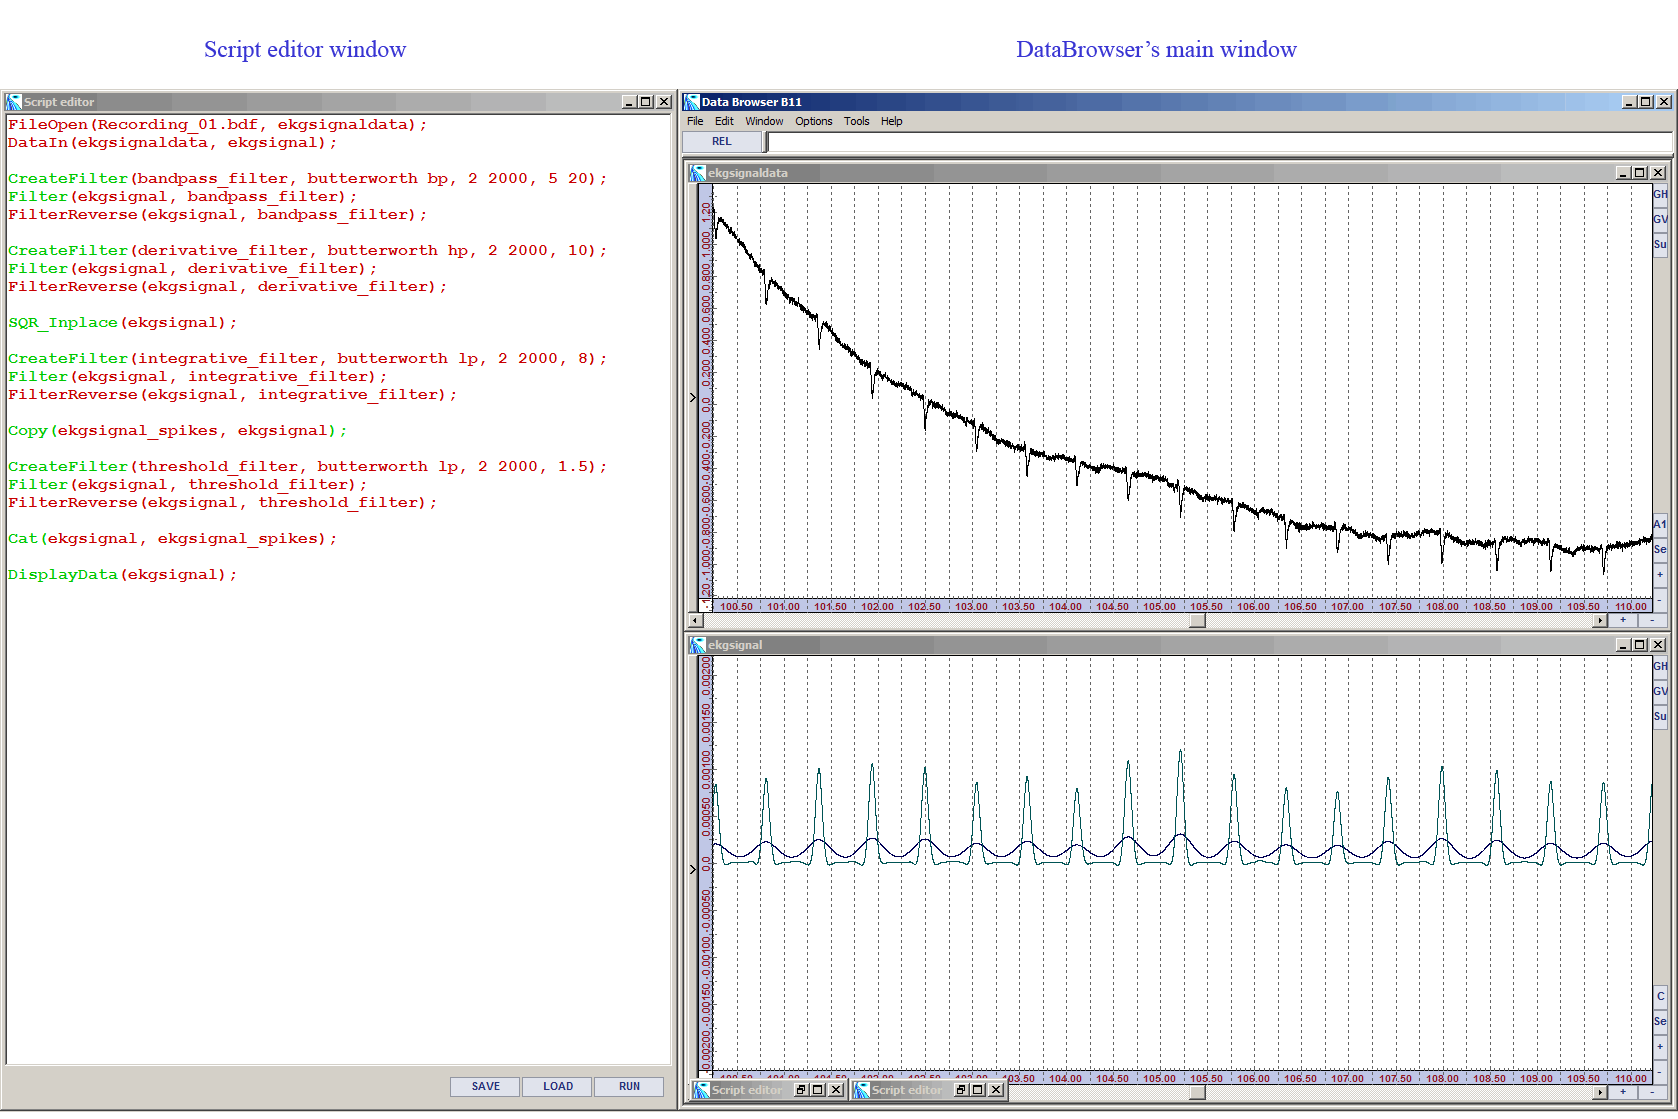 Script editor window
DataBrowser’s main window
Script editor
FileOpen(Recording_01.bdf, ekgsignaldata);
DataIn(ekgsignaldata, ekgsignal);
CreateFilter(bandpass_filter, butterworth bp, 2 2000, 5 20);
Filter(ekgsignal, bandpass_filter);
FilterReverse(ekgsignal, bandpass_filter);
CreateFilter(derivative_filter, butterworth hp, 2 2000, 10);
Filter(ekgsignal, derivative_filter);
FilterReverse(ekgsignal, derivative_filter);
SQR_Inplace(ekgsignal);
CreateFilter(integrative_filter, butterworth lp, 2 2000, 8);
Filter(ekgsignal, integrative_filter);
FilterReverse(ekgsignal, integrative_filter);
Copy(ekgsignal_spikes, ekgsignal);
CreateFilter(threshold_filter, butterworth lp, 2 2000, 1.5);
Filter(ekgsignal, threshold_filter);
FilterReverse(ekgsignal, threshold_filter);
Cat(ekgsignal, ekgsignal_spikes);
DisplayData(ekgsignal);
SAVE LOAD RUN
Data Browser B11
File Edit Window Options Tools Help
REL
ekgsignaldata
GH
GV
Su
A1
Se
+
-
1.20
1.000
0.800
0.600
0.400
0.200
0.0
-0.200
-0.400
-0.600
-0.800
-1.000
-1.20
100.50 101.00 101.50 102.00 102.50 103.00 103.50 104.00 104.50 105.00 105.50 106.00 106.50 107.00 107.50 108.00 108.50 109.00 109.50 110.00
+ -
ekgsignal
GH
GV
Su
C
Se
+
-
0.00200
0.00150
0.00100
0.00050
0.0
-0.00050
-0.00100
-0.00150
-0.00200
103.50 104.00 104.50 105.00 105.50 106.00 106.50 107.00 107.50 108.00 108.50 109.00 109.50 110.00
Script editor
Script editor
+ -